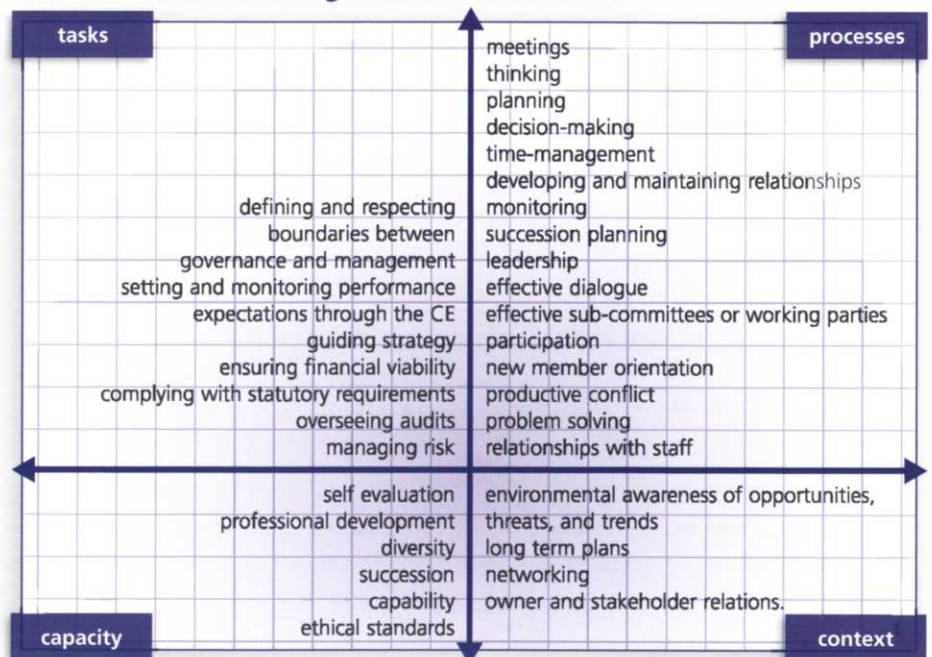 tasks
defining and respecting
boundaries between
governance and management
setting and monitoring performance
expectations through the CE
guiding strategy
ensuring financial viability
complying with statutory requirements
overseeing audits
managing risk
processes
meetings
thinking
planning
decision-making
time-management
developing and maintaining relationships
monitoring
succession planning
leadership
effective dialogue
effective sub-committees or working parties
participation
new member orientation
productive conflict
problem solving
relationships with staff
self evaluation
professional development
diversity
succession
capability
ethical standards
capacity
environmental awareness of opportunities,
threats, and trends
long term plans
networking
owner and stakeholder relations.
context